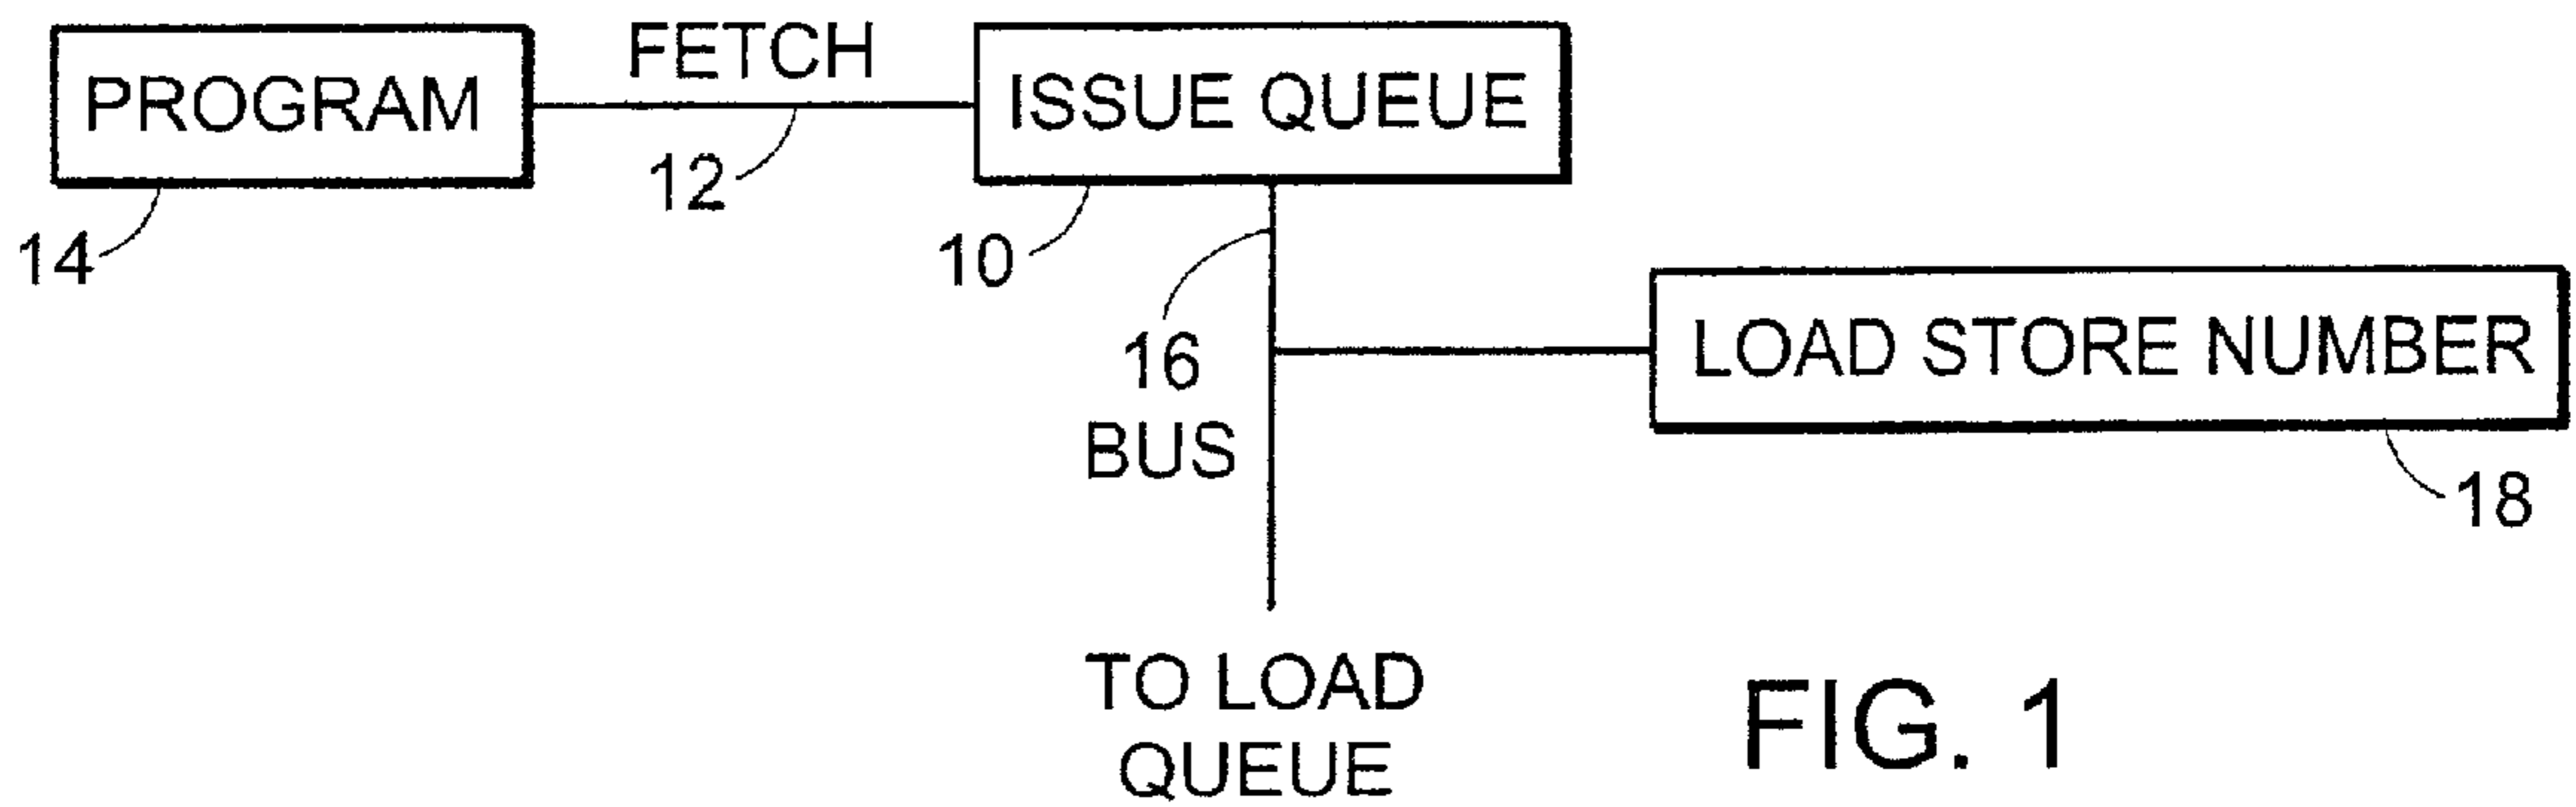 PROGRAM
FETCH
ISSUE QUEUE
12
14
10
16
BUS
LOAD STORE NUMBER
18
TO LOAD
QUEUE
FIG. 1